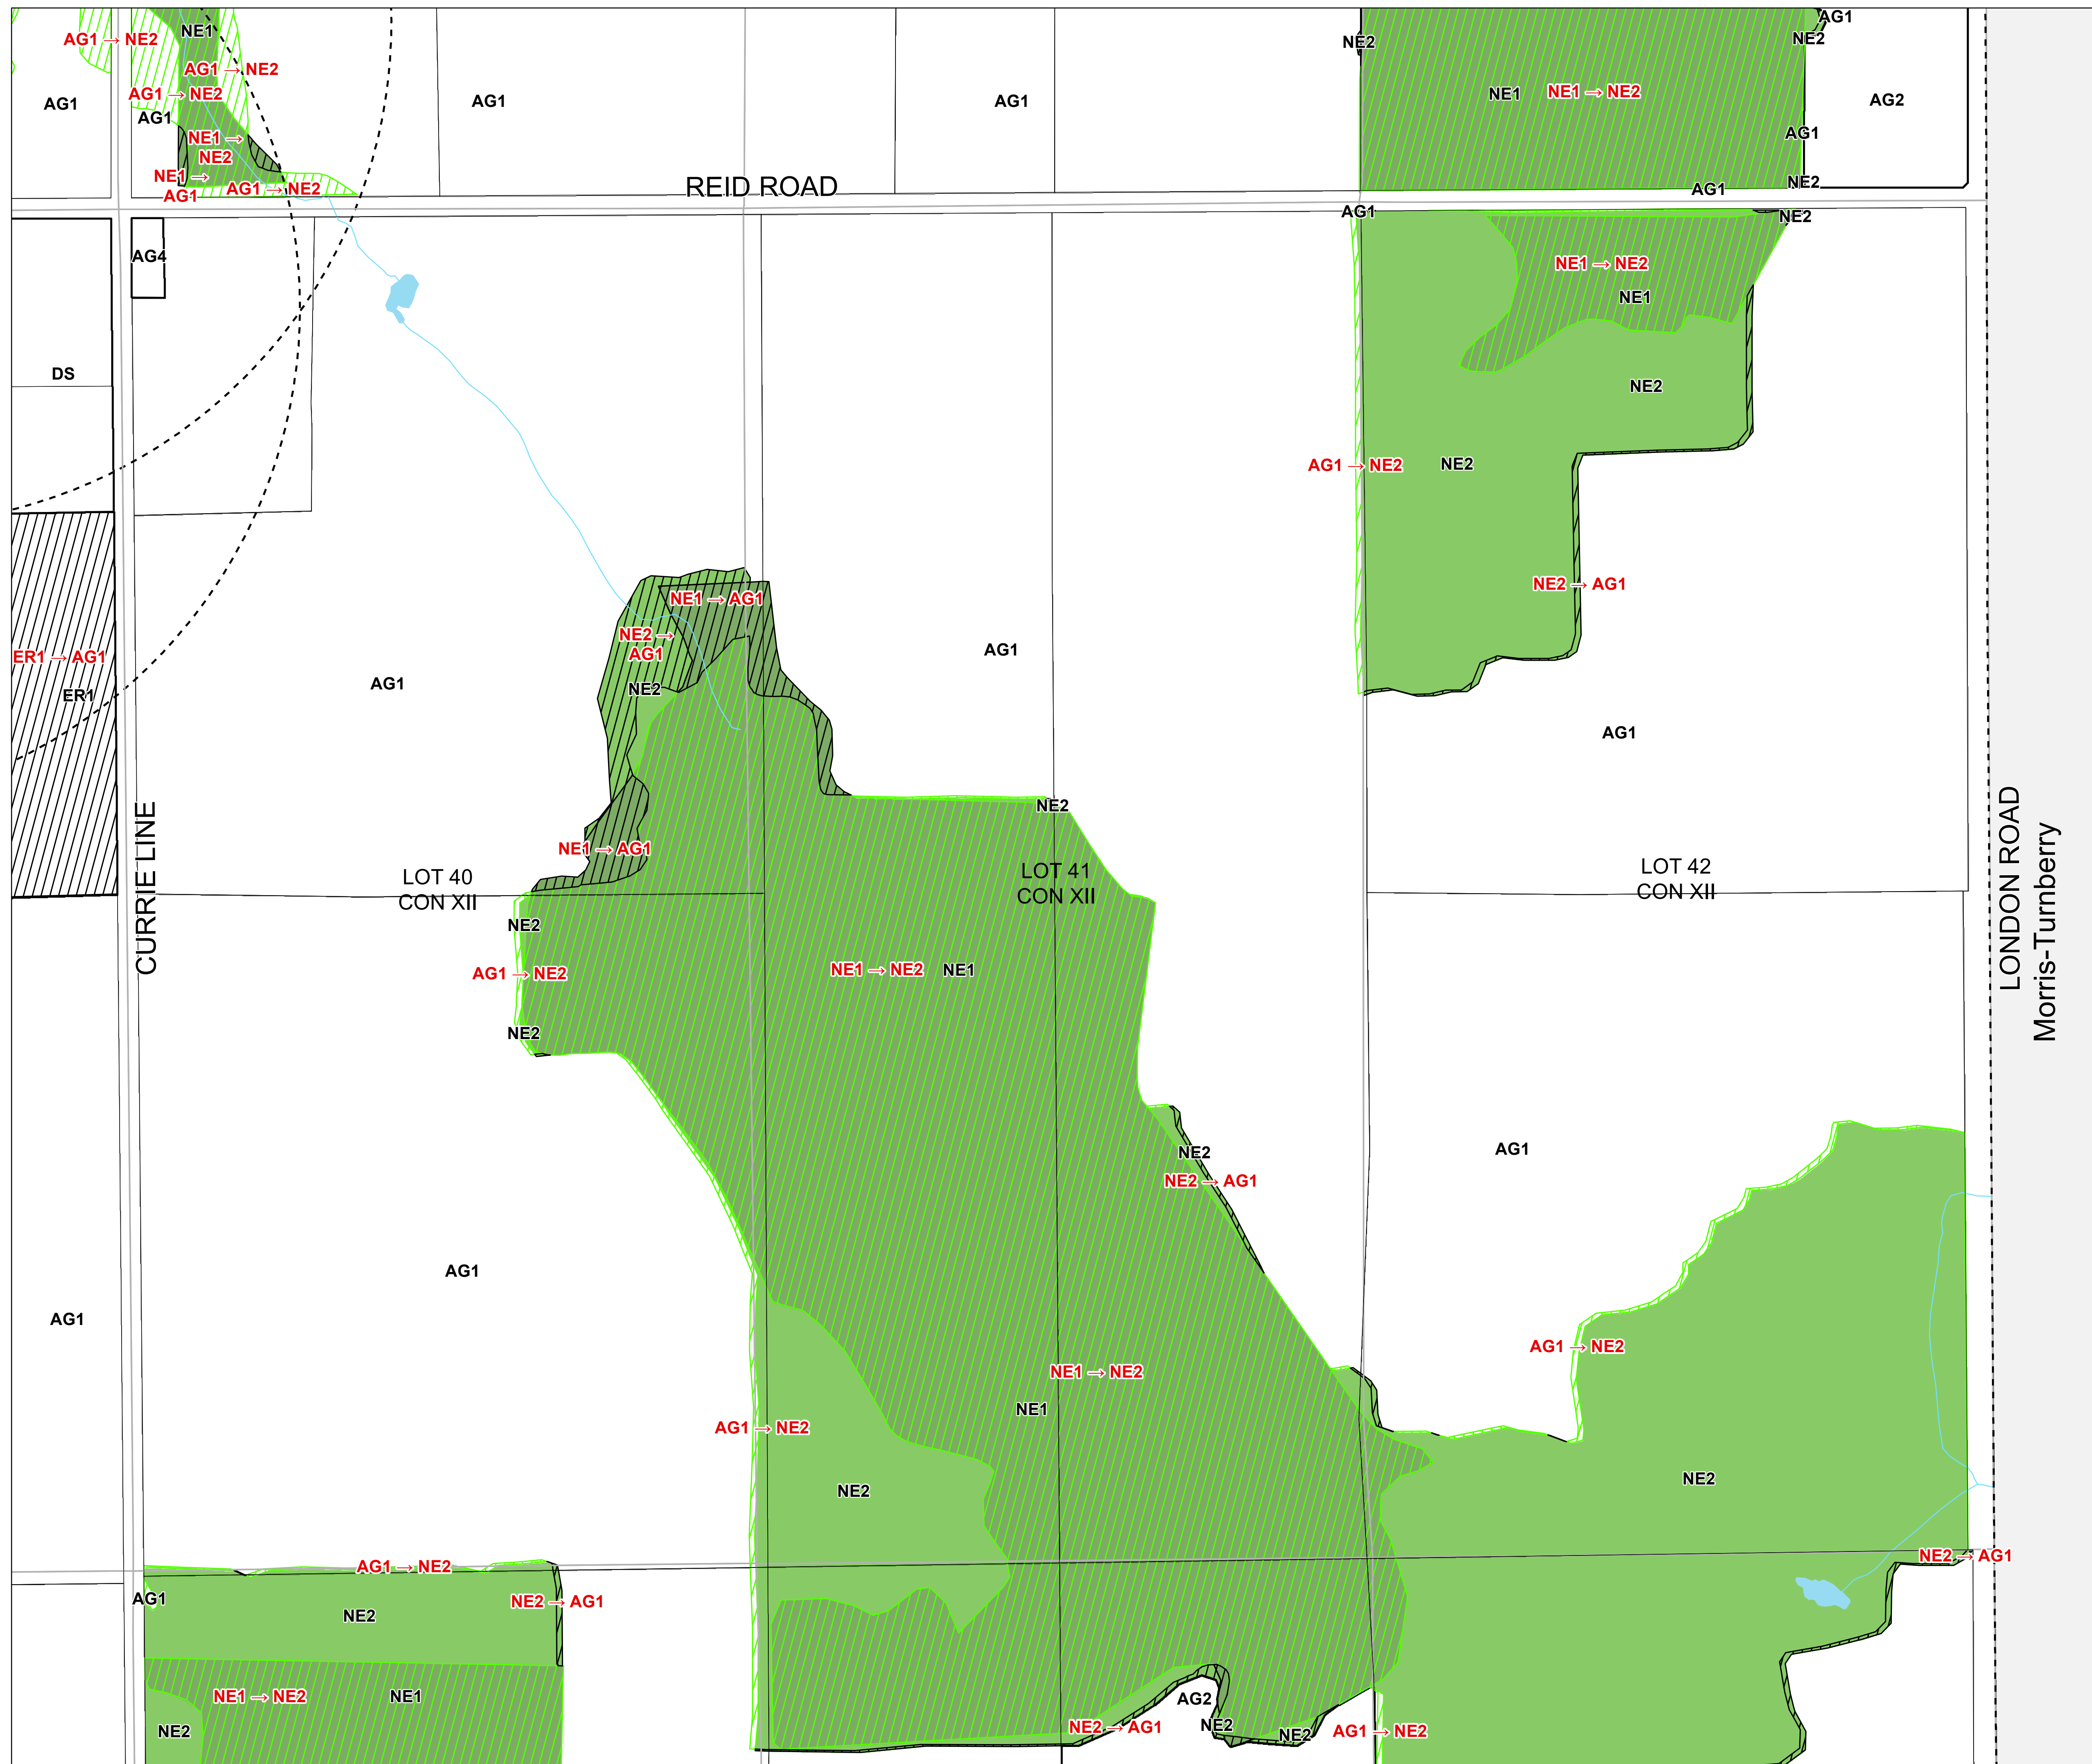 AG1
NE1
NE2
NE2
AG1 → NE2
AG1 → NE2
NE1
NE1 → NE2
AG2
AG1 → NE2
AG1
AG1
AG1
AG1
AG1
NE1 →
NE2
NE1 →
AG1
AG1 → NE2
REID ROAD
NE2
AG1
AG1
NE2
AG4
NE1 → NE2
NE1
DS
NE2
AG1 → NE2
NE2
NE2 → AG1
NE1 → AG1
NE2 →
AG1
AG1
ER1 → AG1
ER1
AG1
NE2
AG1
NE2
CURRIE LINE
NE1 → AG1
LOT 40
CON XII
LOT 41
CON XII
LOT 42
CON XII
LONDON ROAD
Morris-Turnberry
NE2
AG1 → NE2
NE1 → NE2
NE1
NE2
NE2
NE2 → AG1
AG1
AG1
AG1
AG1 → NE2
NE1 → NE2
NE1
AG1 → NE2
NE2
NE2
AG1 → NE2
NE2 → AG1
AG1
NE2
NE2 → AG1
NE1 → NE2
NE1
NE2
AG2
NE2 → AG1
NE2
NE2
AG1 → NE2